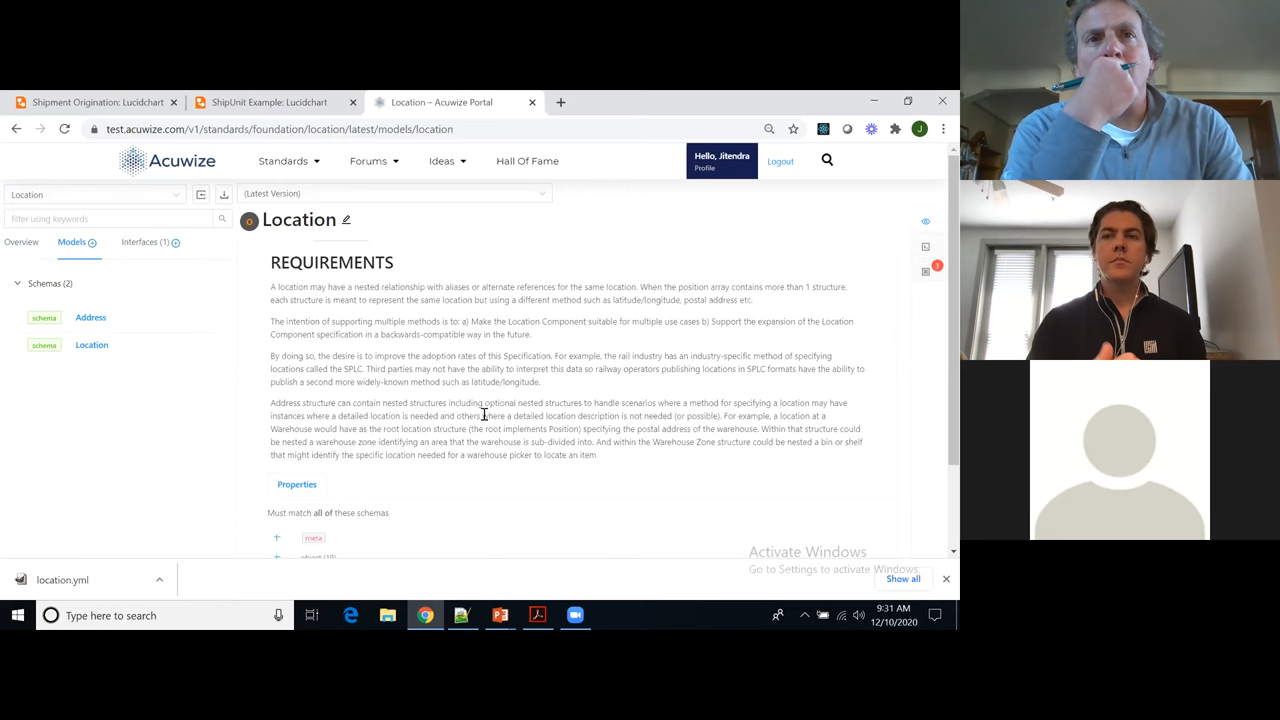 Shipment Origination: Lucidchart
ShipUnit Example: Lucidchart
Location – Acuwize Portal
test.acuwize.com/v1/standards/foundation/location/latest/models/location
J
Acuwize
Standards
Forums
Ideas
Hall Of Fame
Hello, Jitendra
Profile
Logout
Location
(Latest Version)
filter using keywords
Location
Overview
Models
Interfaces (1)
3
Schemas (2)
schema Address
schema Location
REQUIREMENTS
A location may have a nested relationship with aliases or alternate references for the same location. When the position array contains more than 1 structure,
each structure is meant to represent the same location but using a different method such as latitude/longitude, postal address etc.
The intention of supporting multiple methods is to: a) Make the Location Component suitable for multiple use cases b) Support the expansion of the Location
Component specification in a backwards-compatible way in the future.
By doing so, the desire is to improve the adoption rates of this Specification. For example, the rail industry has an industry-specific method of specifying
locations called the SPLC. Third parties may not have the ability to interpret this data so railway operators publishing locations in SPLC formats have the ability to
publish a second more widely-known method such as latitude/longitude.
Address structure can contain nested structures including optional nested structures to handle scenarios where a method for specifying a location may have
instances where a detailed location is needed and others where a detailed location description is not needed (or possible). For example, a location at a
Warehouse would have as the root location structure (the root implements Position) specifying the postal address of the warehouse. Within that structure could
be nested a warehouse zone identifying an area that the warehouse is sub-divided into. And within the Warehouse Zone structure could be nested a bin or shelf
that might identify the specific location needed for a warehouse picker to locate an item
Properties
Must match all of these schemas
meta
object (19)
Activate Windows
Go to Settings to activate Windows.
location.yml
Show all
Type here to search
9:31 AM
12/10/2020